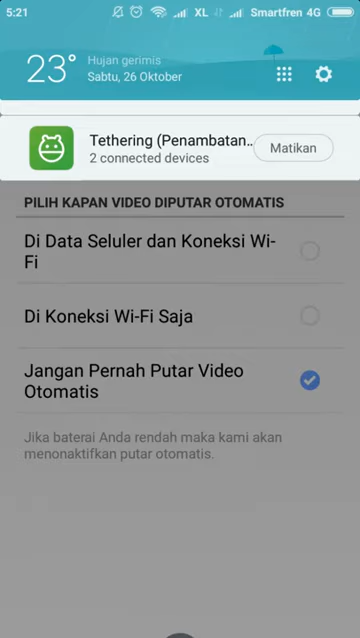 5:21 XL Smartfren 4G
23°
Hujan gerimis
Sabtu, 26 Oktober
Tethering (Penambatan..
2 connected devices
Matikan
PILIH KAPAN VIDEO DIPUTAR OTOMATIS
Di Data Seluler dan Koneksi Wi-
Fi
Di Koneksi Wi-Fi Saja
Jangan Pernah Putar Video
Otomatis
Jika baterai Anda rendah maka kami akan
menonaktifkan putar otomatis.